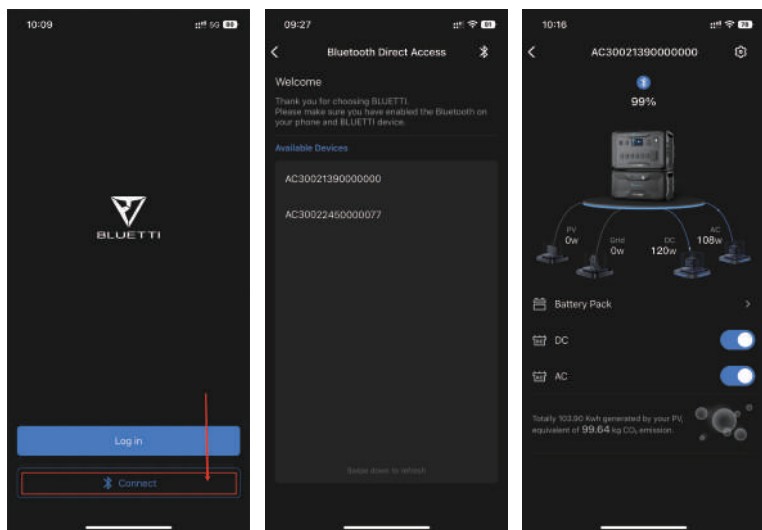 10:09
5G 80
BLUETTI
Log in
Connect
09:27
81
Bluetooth Direct Access
Welcome
Thank you for choosing BLUETTI.
Please make sure you have enabled the Bluetooth on
your phone and BLUETTI device.
Available Devices
AC30021390000000
AC30022450000077
Swipe down to refresh
10:16
78
AC30021390000000
99%
PV
0w
Grid
0w
DC
120w
AC
108w
Battery Pack
DC
AC
Totally 103.90 Kwh generated by your PV,
equivalent of 99.64 kg CO₂ emission.